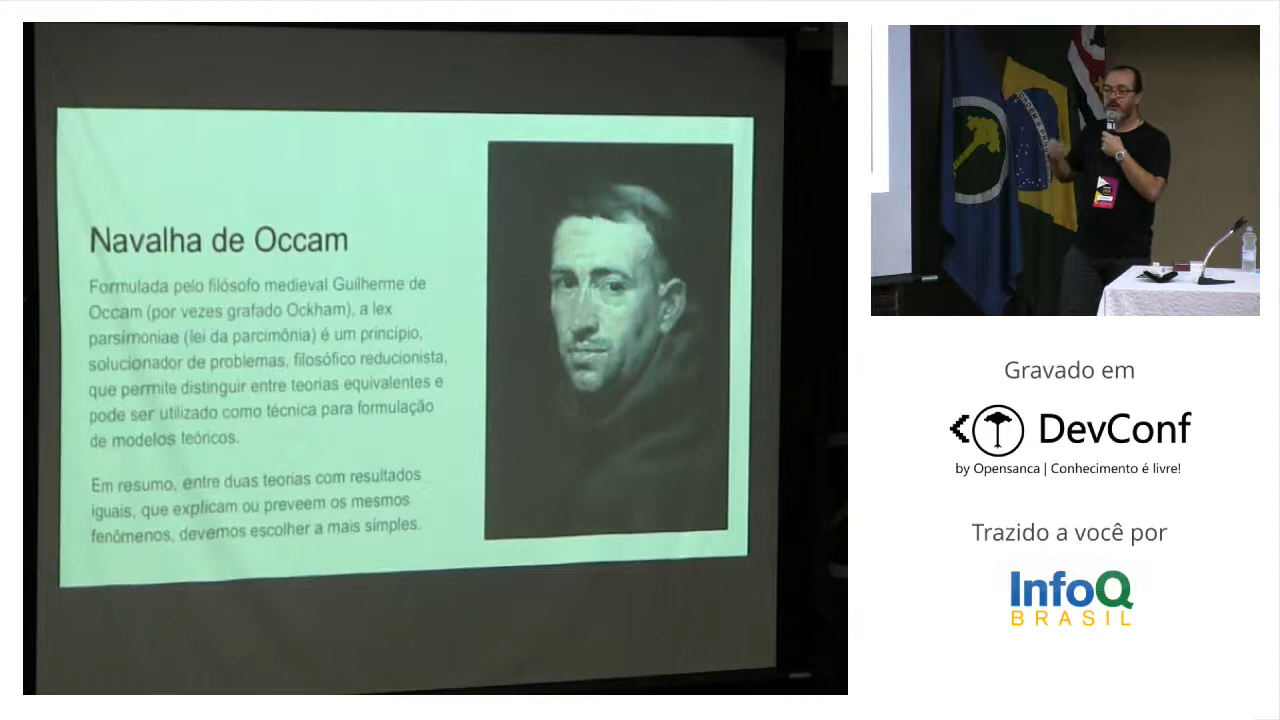 Navalha de Occam
Formulada pelo filósofo medieval Guilherme de
Occam (por vezes grafado Ockham), a lex
parsimoniae (lei da parcimônia) é um princípio,
solucionador de problemas, filosófico reducionista,
que permite distinguir entre teorias equivalentes e
pode ser utilizado como técnica para formulação
de modelos teóricos.
Em resumo, entre duas teorias com resultados
iguais, que explicam ou preveem os mesmos
fenômenos, devemos escolher a mais simples.
Gravado em
DevConf
by Opensanca | Conhecimento é livre!
Trazido a você por
InfoQ
BRASIL